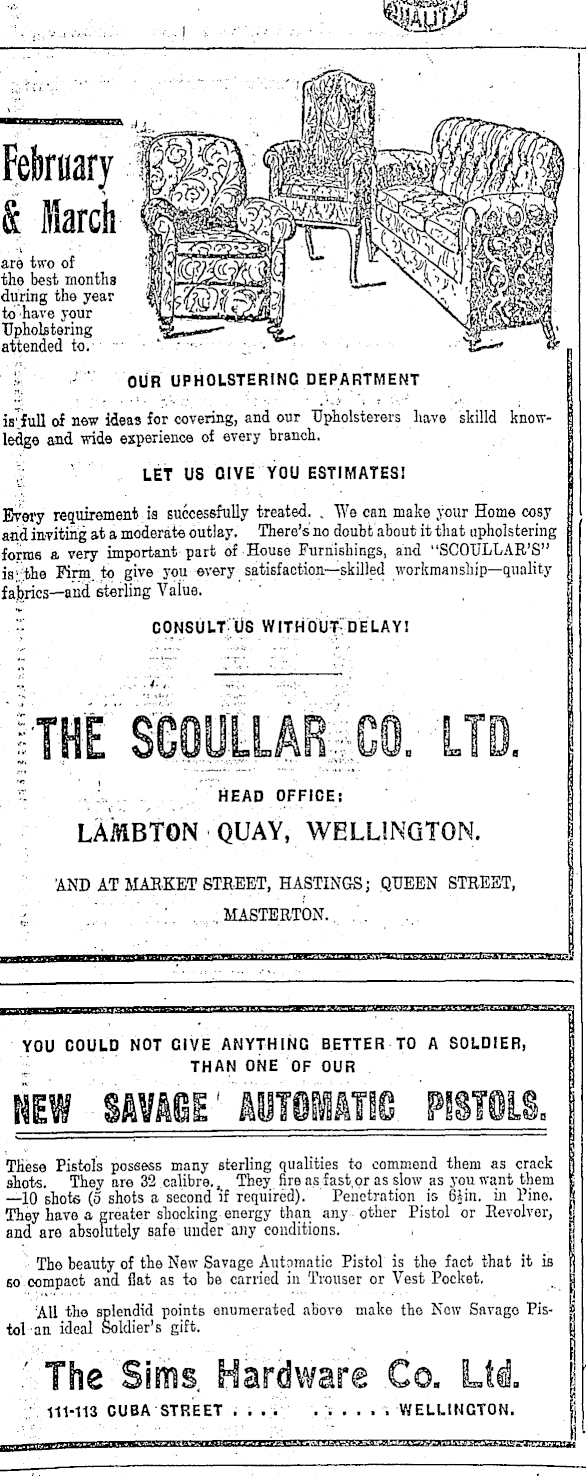 QUALITY
February
& March
are two of
the best months
during the year
to have your
Upholstering
attended to.
OUR UPHOLSTERING DEPARTMENT
is full of new ideas for covering, and our Upholsterers have skilld know-
ledge and wide experience of every branch.
LET US GIVE YOU ESTIMATES!
Every requirement is successfully treated. We can make your Home cosy
and inviting at a moderate outlay. There's no doubt about it that upholstering
forms a very important part of House Furnishings, and "SCOULLAR'S"
is the Firm to give you every satisfaction—skilled workmanship—quality
fabrics—and sterling Value.
CONSULT US WITHOUT DELAY!
THE SCOULLAR CO. LTD.
HEAD OFFICE:
LAMBTON QUAY, WELLINGTON.
AND AT MARKET STREET, HASTINGS; QUEEN STREET,
MASTERTON.
YOU COULD NOT GIVE ANYTHING BETTER TO A SOLDIER,
THAN ONE OF OUR
NEW SAVAGE AUTOMATIC PISTOLS.
These Pistols possess many sterling qualities to commend them as crack
shots. They are 32 calibre. They fire as fast or as slow as you want them
—10 shots (5 shots a second if required). Penetration is 6½in. in Pine.
They have a greater shocking energy than any other Pistol or Revolver,
and are absolutely safe under any conditions.
The beauty of the New Savage Automatic Pistol is the fact that it is
so compact and flat as to be carried in Trouser or Vest Pocket.
All the splendid points enumerated above make the New Savage Pis-
tol an ideal Soldier's gift.
The Sims Hardware Co. Ltd.
111-113 CUBA STREET .... ...... WELLINGTON.